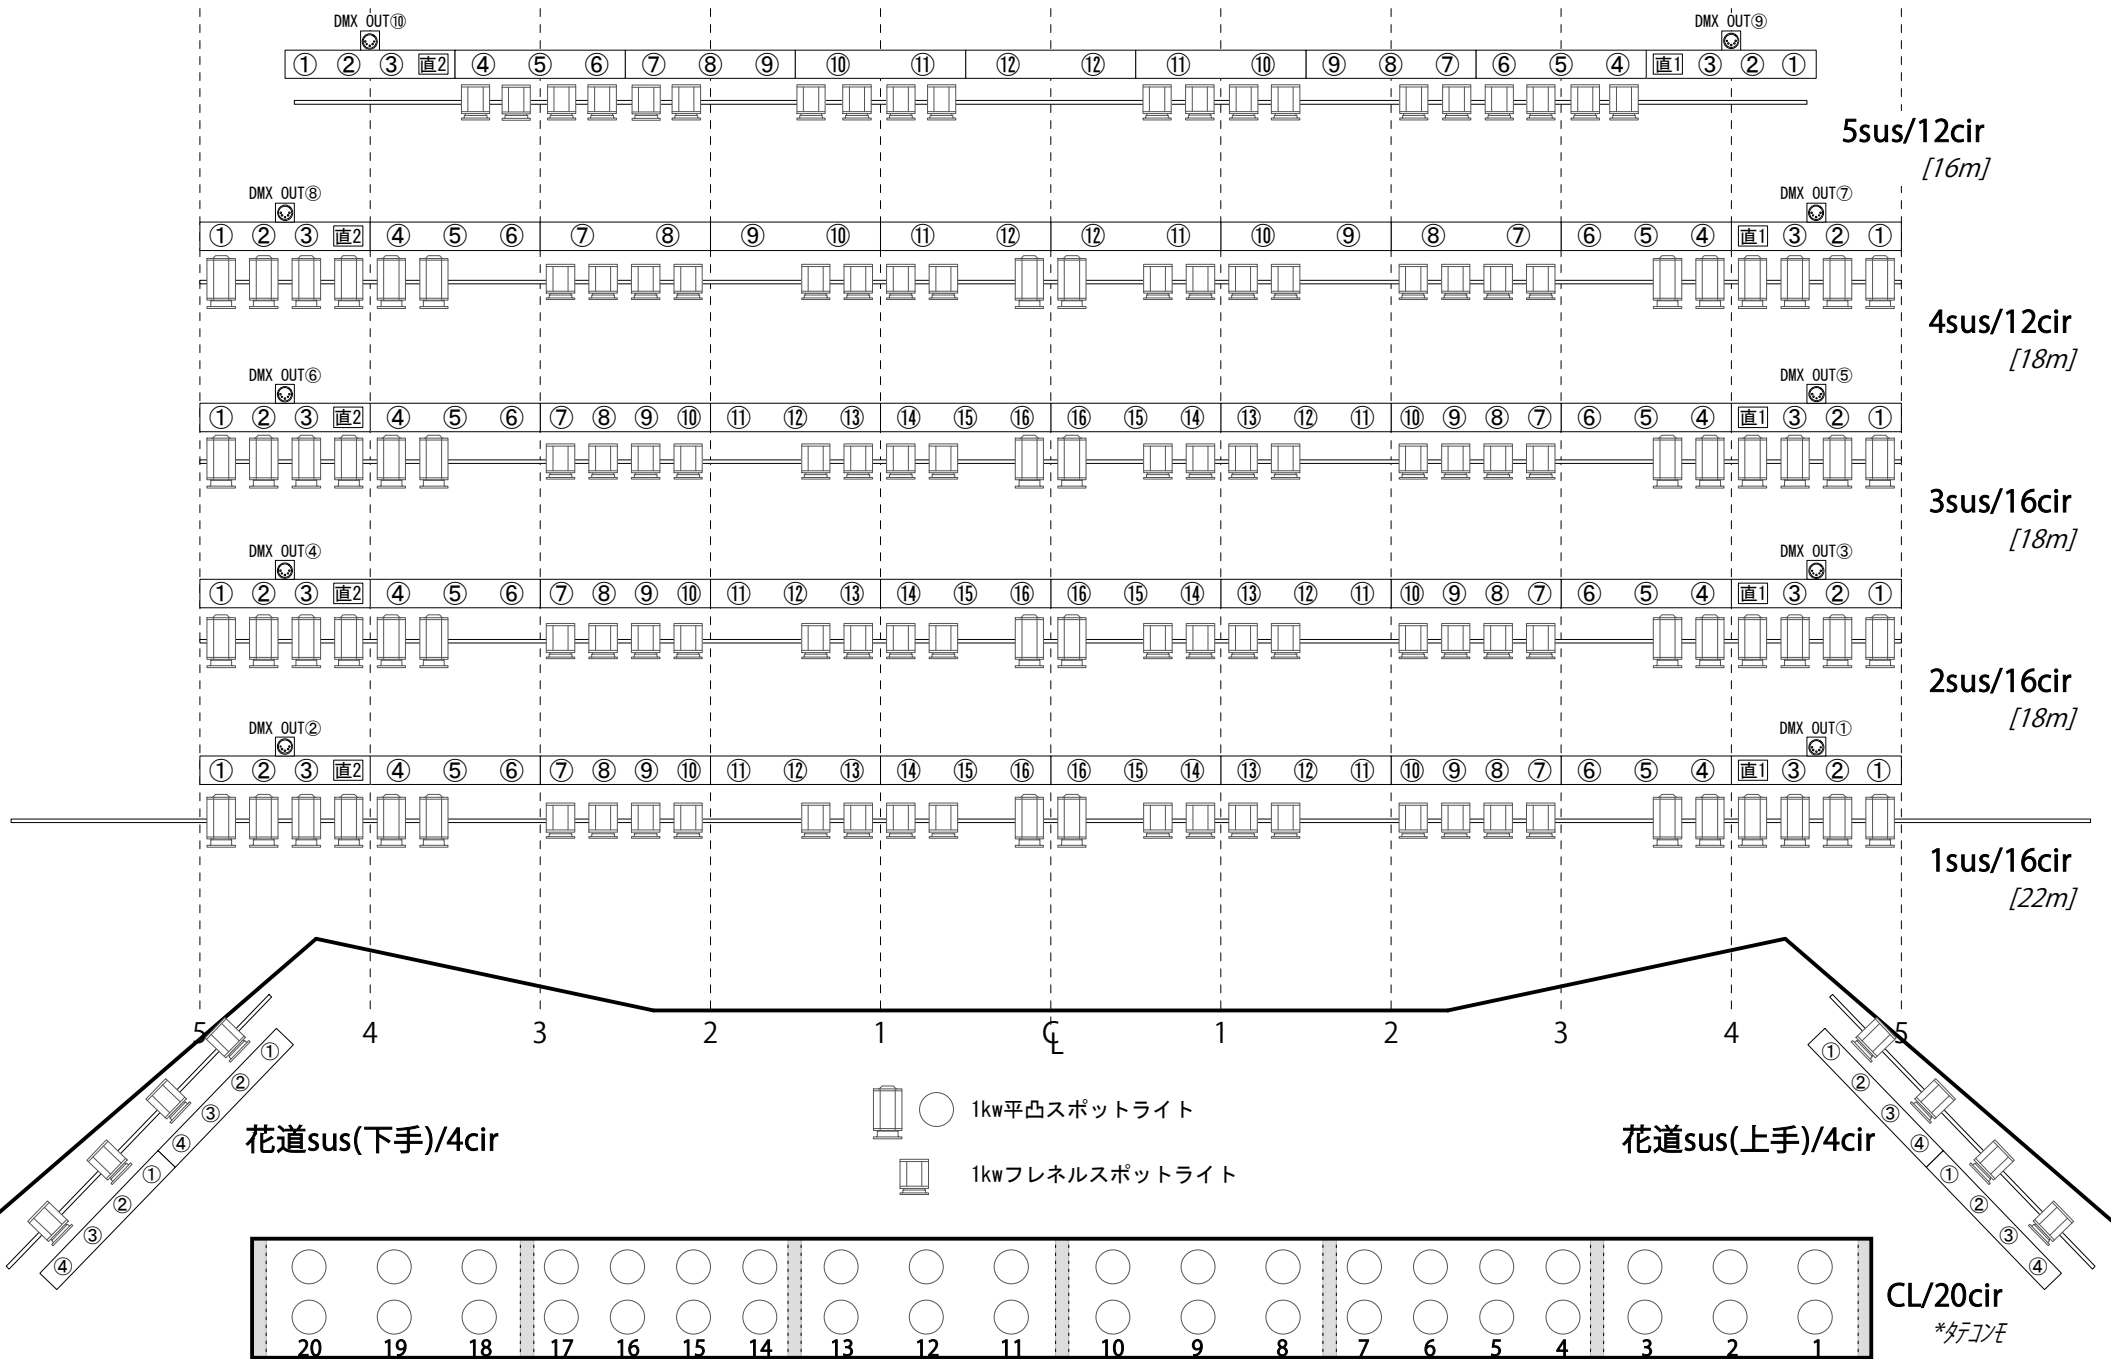 DMX OUT⑩ DMX OUT⑨
① ② ③ 直2 ④ ⑤ ⑥ ⑦ ⑧ ⑨ ⑩ ⑪ ⑫ ⑫ ⑪ ⑩ ⑨ ⑧ ⑦ ⑥ ⑤ ④ 直1 ③ ② ①
5sus/12cir
[16m]
DMX OUT⑧ DMX OUT⑦
① ② ③ 直2 ④ ⑤ ⑥ ⑦ ⑧ ⑨ ⑩ ⑪ ⑫ ⑫ ⑪ ⑩ ⑨ ⑧ ⑦ ⑥ ⑤ ④ 直1 ③ ② ①
4sus/12cir
[18m]
DMX OUT⑥ DMX OUT⑤
① ② ③ 直2 ④ ⑤ ⑥ ⑦ ⑧ ⑨ ⑩ ⑪ ⑫ ⑬ ⑭ ⑮ ⑯ ⑯ ⑮ ⑭ ⑬ ⑫ ⑪ ⑩ ⑨ ⑧ ⑦ ⑥ ⑤ ④ 直1 ③ ② ①
3sus/16cir
[18m]
DMX OUT④ DMX OUT③
① ② ③ 直2 ④ ⑤ ⑥ ⑦ ⑧ ⑨ ⑩ ⑪ ⑫ ⑬ ⑭ ⑮ ⑯ ⑯ ⑮ ⑭ ⑬ ⑫ ⑪ ⑩ ⑨ ⑧ ⑦ ⑥ ⑤ ④ 直1 ③ ② ①
2sus/16cir
[18m]
DMX OUT② DMX OUT①
① ② ③ 直2 ④ ⑤ ⑥ ⑦ ⑧ ⑨ ⑩ ⑪ ⑫ ⑬ ⑭ ⑮ ⑯ ⑯ ⑮ ⑭ ⑬ ⑫ ⑪ ⑩ ⑨ ⑧ ⑦ ⑥ ⑤ ④ 直1 ③ ② ①
1sus/16cir
[22m]
5 4 3 2 1 ℄ 1 2 3 4 5
① ② ③ ④ ① ② ③ ④
花道sus(下手)/4cir
1kw平凸スポットライト
1kwフレネルスポットライト
① ② ③ ④ ① ② ③ ④
花道sus(上手)/4cir
CL/20cir
*タテコンモ
20 19 18 17 16 15 14 13 12 11 10 9 8 7 6 5 4 3 2 1